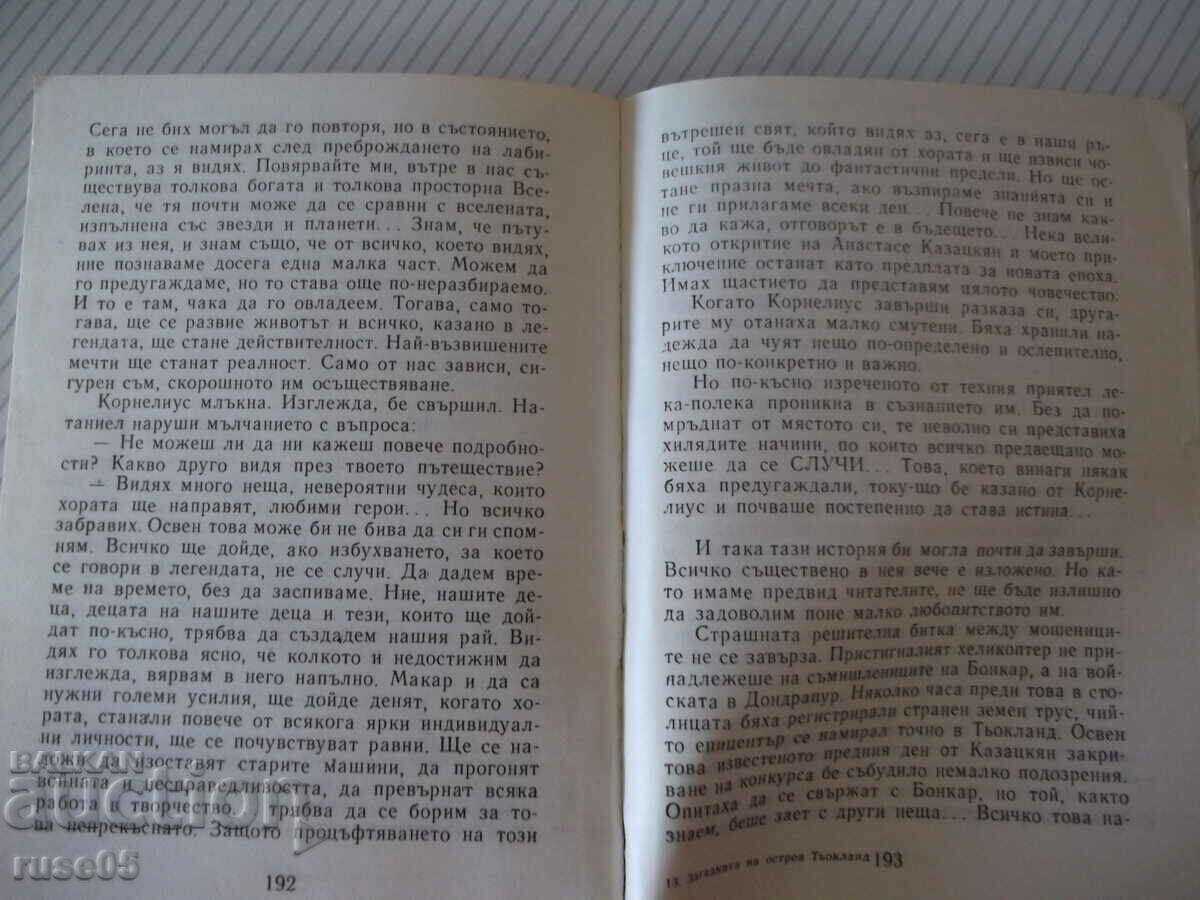 Сега не бих могъл да го повторя, но в състоянието,
в което се намирах след преброждането на лаби-
ринта, аз я видях. Повярвайте ми, вътре в нас съ-
ществува толкова богата и толкова просторна Все-
лена, че тя почти може да се сравни с вселената,
изпълнена със звезди и планети... Знам, че пъту-
вах из нея, и знам също, че от всичко, което видях,
ние познаваме досега една малка част. Можем да
го предугаждаме, но то става още по-неразбираемо.
И то е там, чака да го овладеем. Тогава, само то-
гава, ще се развие животът и всичко, казано в ле-
гендата, ще стане действителност. Най-възвишените
мечти ще станат реалност. Само от нас зависи, си-
гурен съм, скорошното им осъществяване.
Корнелиус млъкна. Изглежда, бе свършил. На-
таниел наруши мълчанието с въпроса:
— Не можеш ли да ни кажеш повече подробно-
сти? Какво друго видя през твоето пътешествие?
— Видях много неща, невероятни чудеса, които
хората ще направят, любими герои... Но всичко
забравих. Освен това може би не бива да си ги спом-
ням. Всичко ще дойде, ако избухването, за което
се говори в легендата, не се случи. Да дадем вре-
ме на времето, без да заспиваме. Ние, нашите де-
ца, децата на нашите деца и тези, които ще дой-
дат по-късно, трябва да създадем нашия рай. Ви-
дях го толкова ясно, че колкото и недостижим да
изглежда, вярвам в него напълно. Макар и да са
нужни големи усилия, ще дойде денят, когато хо-
рата, станали повече от всякога ярки индивидуал-
ни личности, ще се почувствуват равни. Ще се на-
ложи да изоставят старите машини, да прогонят
войната и несправедливостта, да превърнат всяка
работа в творчество... И трябва да се борим за то-
ва непрекъснато. Защото процъфтяването на този
192
вътрешен свят, който видях аз, сега е в наши ръ-
це, той ще бъде овладян от хората и ще извиси чо-
вешкия живот до фантастични предели. Но ще ос-
тане празна мечта, ако възпираме знанията си и
не ги прилагаме всеки ден... Повече не знам как-
во да кажа, отговорът е в бъдещето... Нека вели-
кото откритие на Анастасе Казацкян и моето при-
ключение останат като предплата за новата епоха.
Имах щастието да представям цялото човечество.
Когато Корнелиус завърши разказа си, друга-
рите му отанаха малко смутени. Бяха хранили на-
дежда да чуят нещо по-определено и ослепително,
нещо по-конкретно и важно.
Но по-късно изреченото от техния приятел ле-
ка-полека проникна в съзнанието им. Без да по-
мръднат от мястото си, те неволно си представиха
хилядите начини, по които всичко предвещано мо-
жеше да се СЛУЧИ... Това, което винаги някак
бяха предугаждали, току-що бе казано от Корне-
лиус и почваше постепенно да става истина...
И така тази история би могла почти да завърши.
Всичко съществено в нея вече е изложено. Но ка-
то имаме предвид читателите, не ще бъде излишно
да задоволим поне малко любопитството им.
Страшната решителна битка между мошеници-
те не се завърза. Пристигналият хеликоптер не при-
надлежеше на съмишлениците на Бонкар, а на вой-
ската в Дондрапур. Няколко часа преди това в сто-
лицата бяха регистрирали странен земен трус, чий-
то епицентър се намирал точно в Тьокланд. Освен
това известеното предния ден от Казацкян закри-
ване на конкурса бе събудило немалко подозрения.
Опитаха да се свържат с Бонкар, но той, както
знаем, беше зает с други неща... Всичко това на-
13. Загадката на остров Тьокланд 193
BALKAN
auction
ruse05